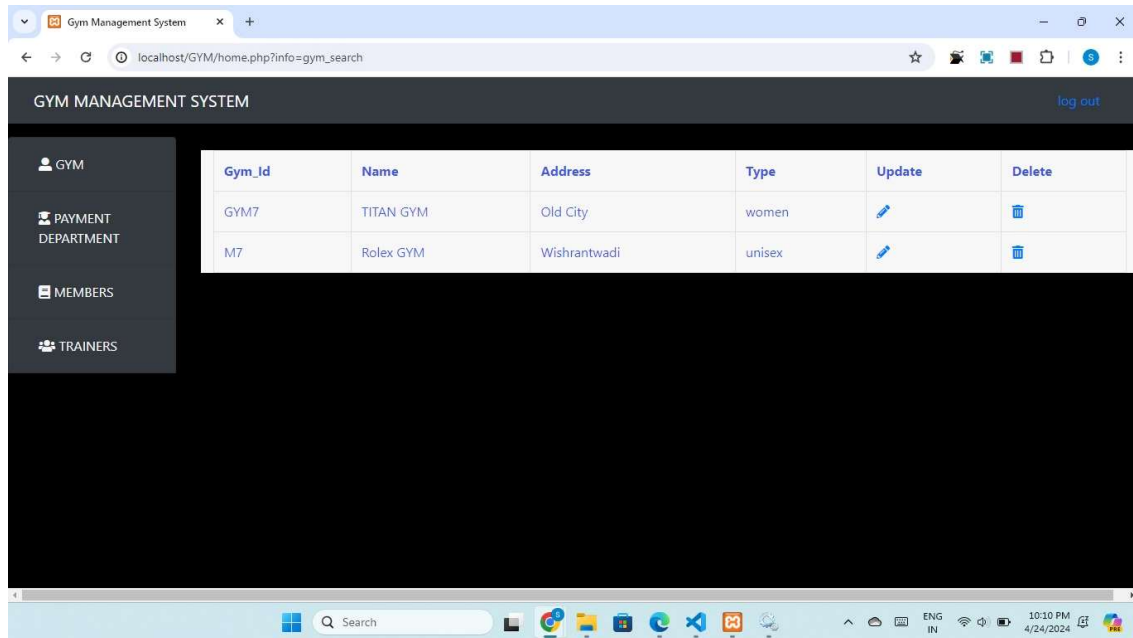 Gym Management System
localhost/GYM/home.php?info=gym_search
S
GYM MANAGEMENT SYSTEM log out
GYM
PAYMENT
DEPARTMENT
MEMBERS
TRAINERS
Gym_Id Name Address Type Update Delete
GYM7 TITAN GYM Old City women
M7 Rolex GYM Wishrantwadi unisex
Search
ENG
IN
10:10 PM
4/24/2024
PRE